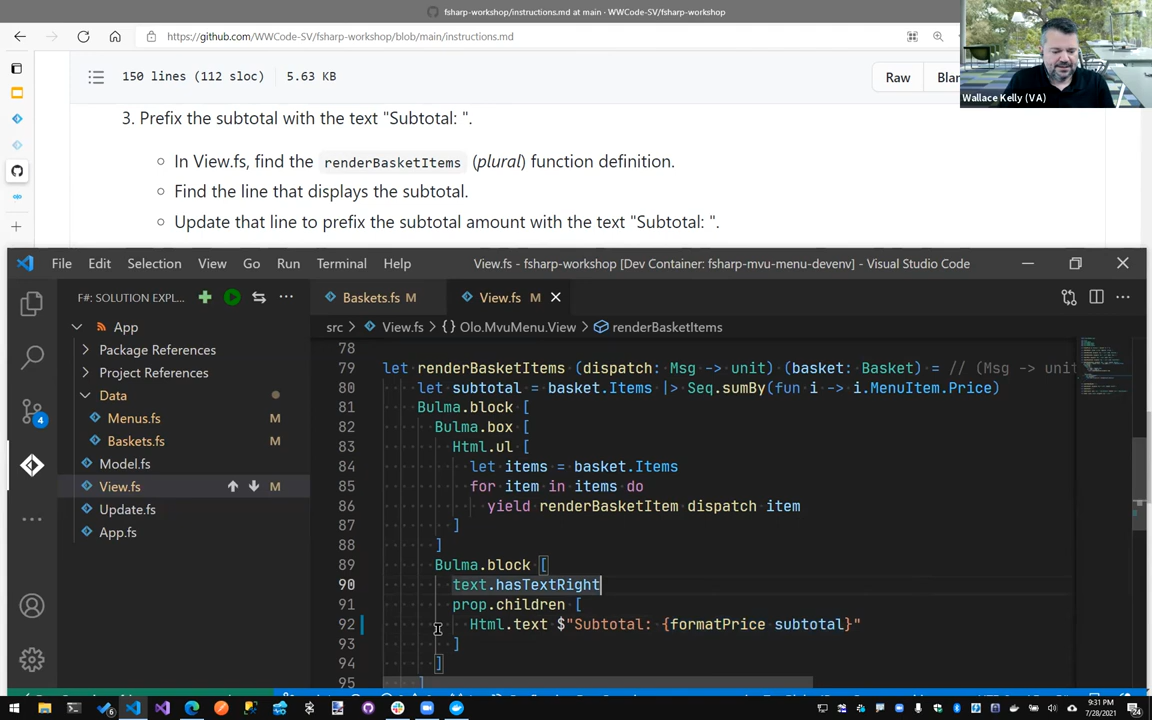 fsharp-workshop/instructions.md at main · WWCode-SV/fsharp-workshop
https://github.com/WWCode-SV/fsharp-workshop/blob/main/instructions.md
150 lines (112 sloc) 5.63 KB
Raw
Wallace Kelly (VA)
3. Prefix the subtotal with the text "Subtotal: ".
In View.fs, find the renderBasketItems (plural) function definition.
Find the line that displays the subtotal.
Update that line to prefix the subtotal amount with the text "Subtotal: ".
File Edit Selection View Go Run Terminal Help
View.fs - fsharp-workshop [Dev Container: fsharp-mvu-menu-devenv] - Visual Studio Code
F#: SOLUTION EXPL...
Baskets.fs M
View.fs M
src > View.fs > {} Olo.MvuMenu.View > renderBasketItems
App
Package References
Project References
Data
Menus.fs M
Baskets.fs M
Model.fs
View.fs M
Update.fs
App.fs
4
78
79 let renderBasketItems (dispatch: Msg -> unit) (basket: Basket) = // (Msg -> unit
80 let subtotal = basket.Items |> Seq.sumBy(fun i -> i.MenuItem.Price)
81 Bulma.block [
82 Bulma.box [
83 Html.ul [
84 let items = basket.Items
85 for item in items do
86 yield renderBasketItem dispatch item
87 ]
88 ]
89 Bulma.block [
90 text.hasTextRight
91 prop.children [
92 Html.text $"Subtotal: {formatPrice subtotal}"
93 ]
94 ]
95 ]
9:31 PM
7/28/2021